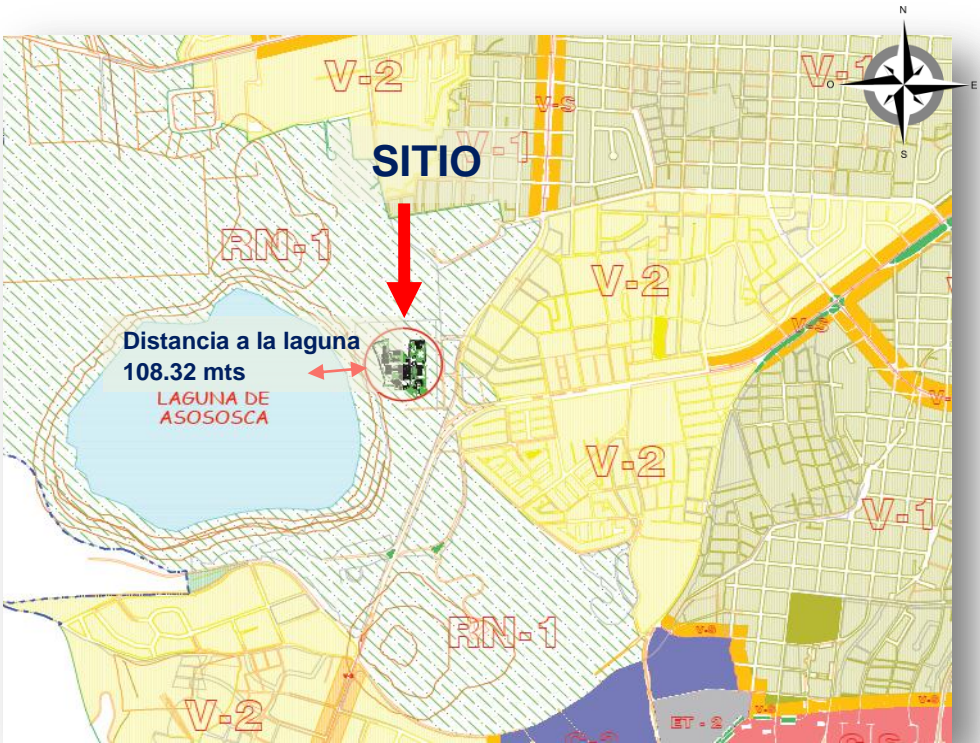 N
O
E
S
V-2
V-1
V-S
V-1
SITIO
RN-1
V-2
V-S
Distancia a la laguna
108.32 mts
LAGUNA DE
ASOSOSCA
V-2
V-1
RN-1
V-S
V-S
V-S
V-2
ET - 2